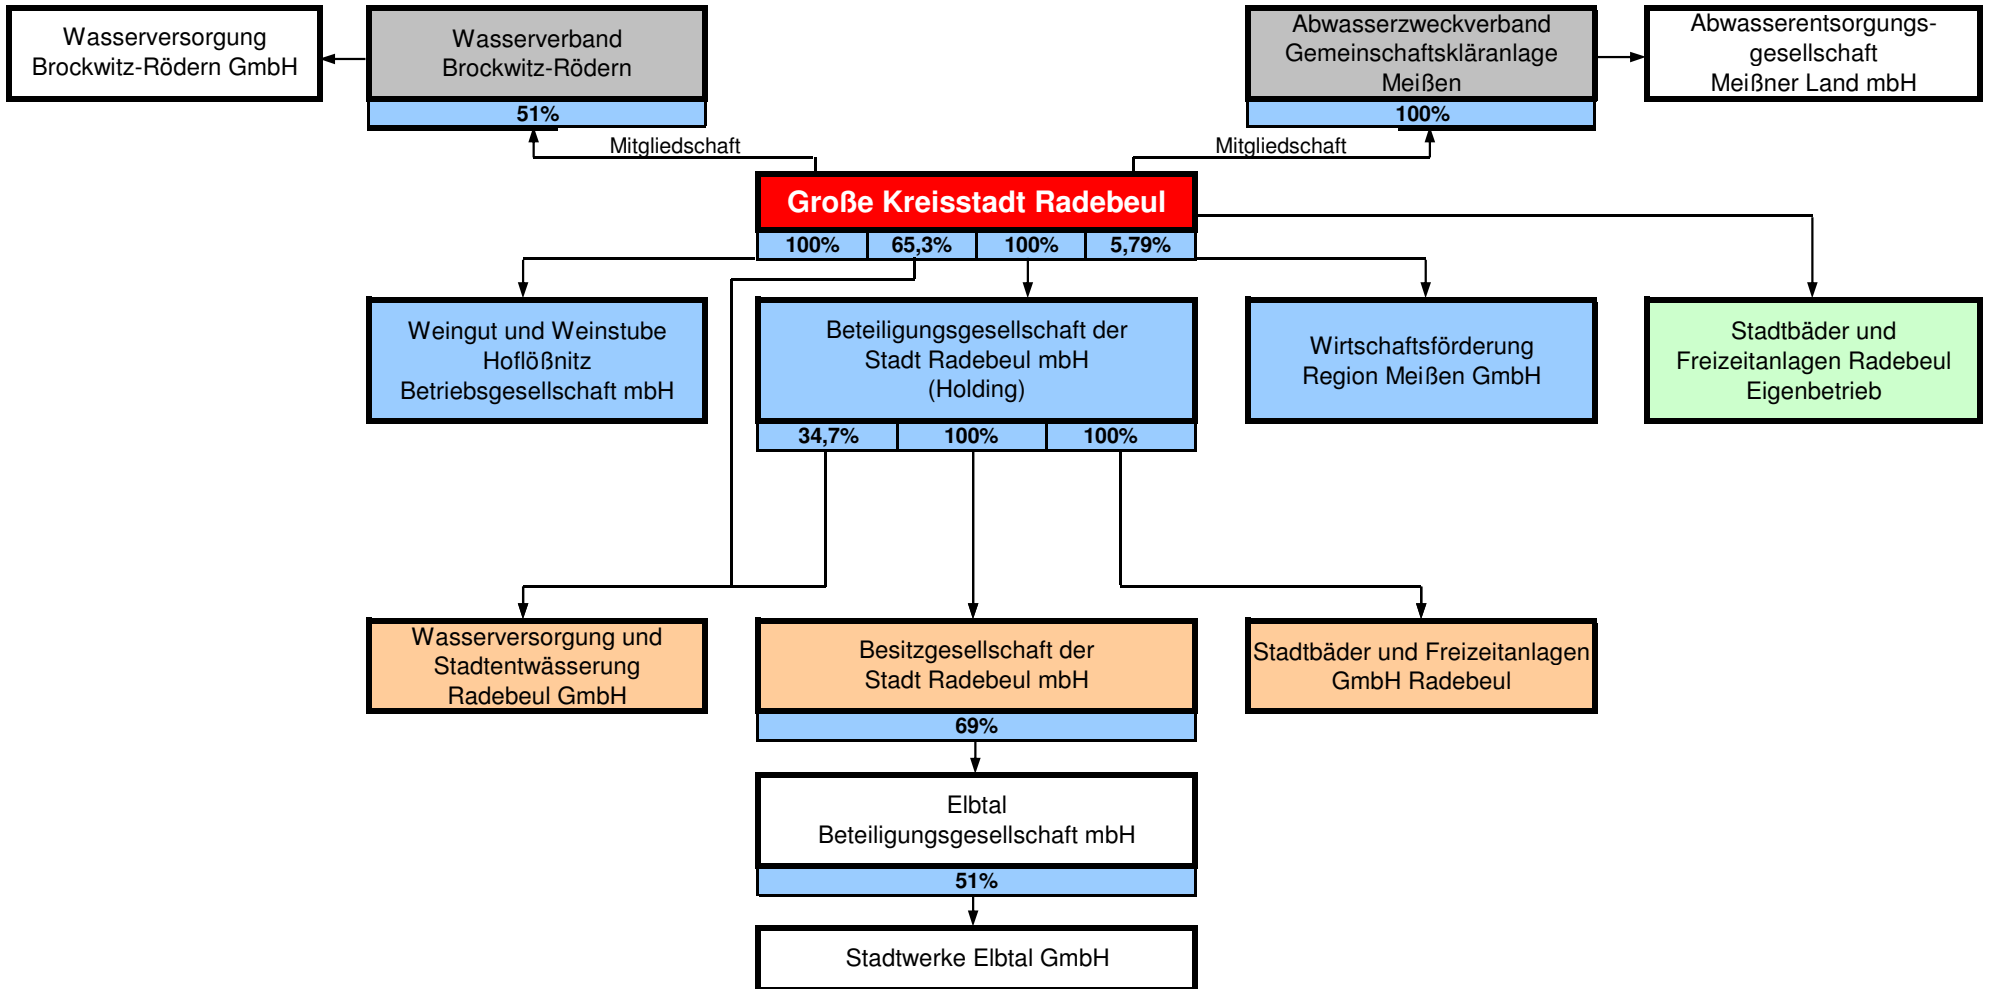 Wasserversorgung
Brockwitz-Rödern GmbH
Wasserverband
Brockwitz-Rödern
51%
Abwasserzweckverband
Gemeinschaftskläranlage
Meißen
100%
Abwasserentsorgungs-
gesellschaft
Meißner Land mbH
Mitgliedschaft
Mitgliedschaft
Große Kreisstadt Radebeul
100%
65,3%
100%
5,79%
Weingut und Weinstube
Hoflößnitz
Betriebsgesellschaft mbH
Beteiligungsgesellschaft der
Stadt Radebeul mbH
(Holding)
34,7%
100%
100%
Wirtschaftsförderung
Region Meißen GmbH
Stadtbäder und
Freizeitanlagen Radebeul
Eigenbetrieb
Wasserversorgung und
Stadtentwässerung
Radebeul GmbH
Besitzgesellschaft der
Stadt Radebeul mbH
69%
Stadtbäder und Freizeitanlagen
GmbH Radebeul
Elbtal
Beteiligungsgesellschaft mbH
51%
Stadtwerke Elbtal GmbH